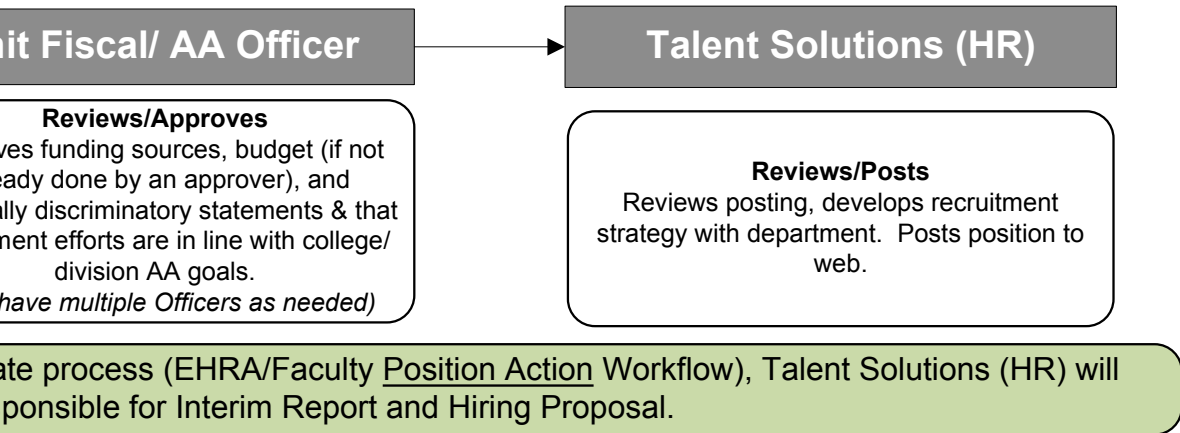 nit Fiscal/ AA Officer
Talent Solutions (HR)
Reviews/Approves
ves funding sources, budget (if not
eady done by an approver), and
ally discriminatory statements & that
ment efforts are in line with college/
division AA goals.
have multiple Officers as needed)
Reviews/Posts
Reviews posting, develops recruitment
strategy with department.  Posts position to
web.
ate process (EHRA/Faculty Position Action Workflow), Talent Solutions (HR) will
sponsible for Interim Report and Hiring Proposal.